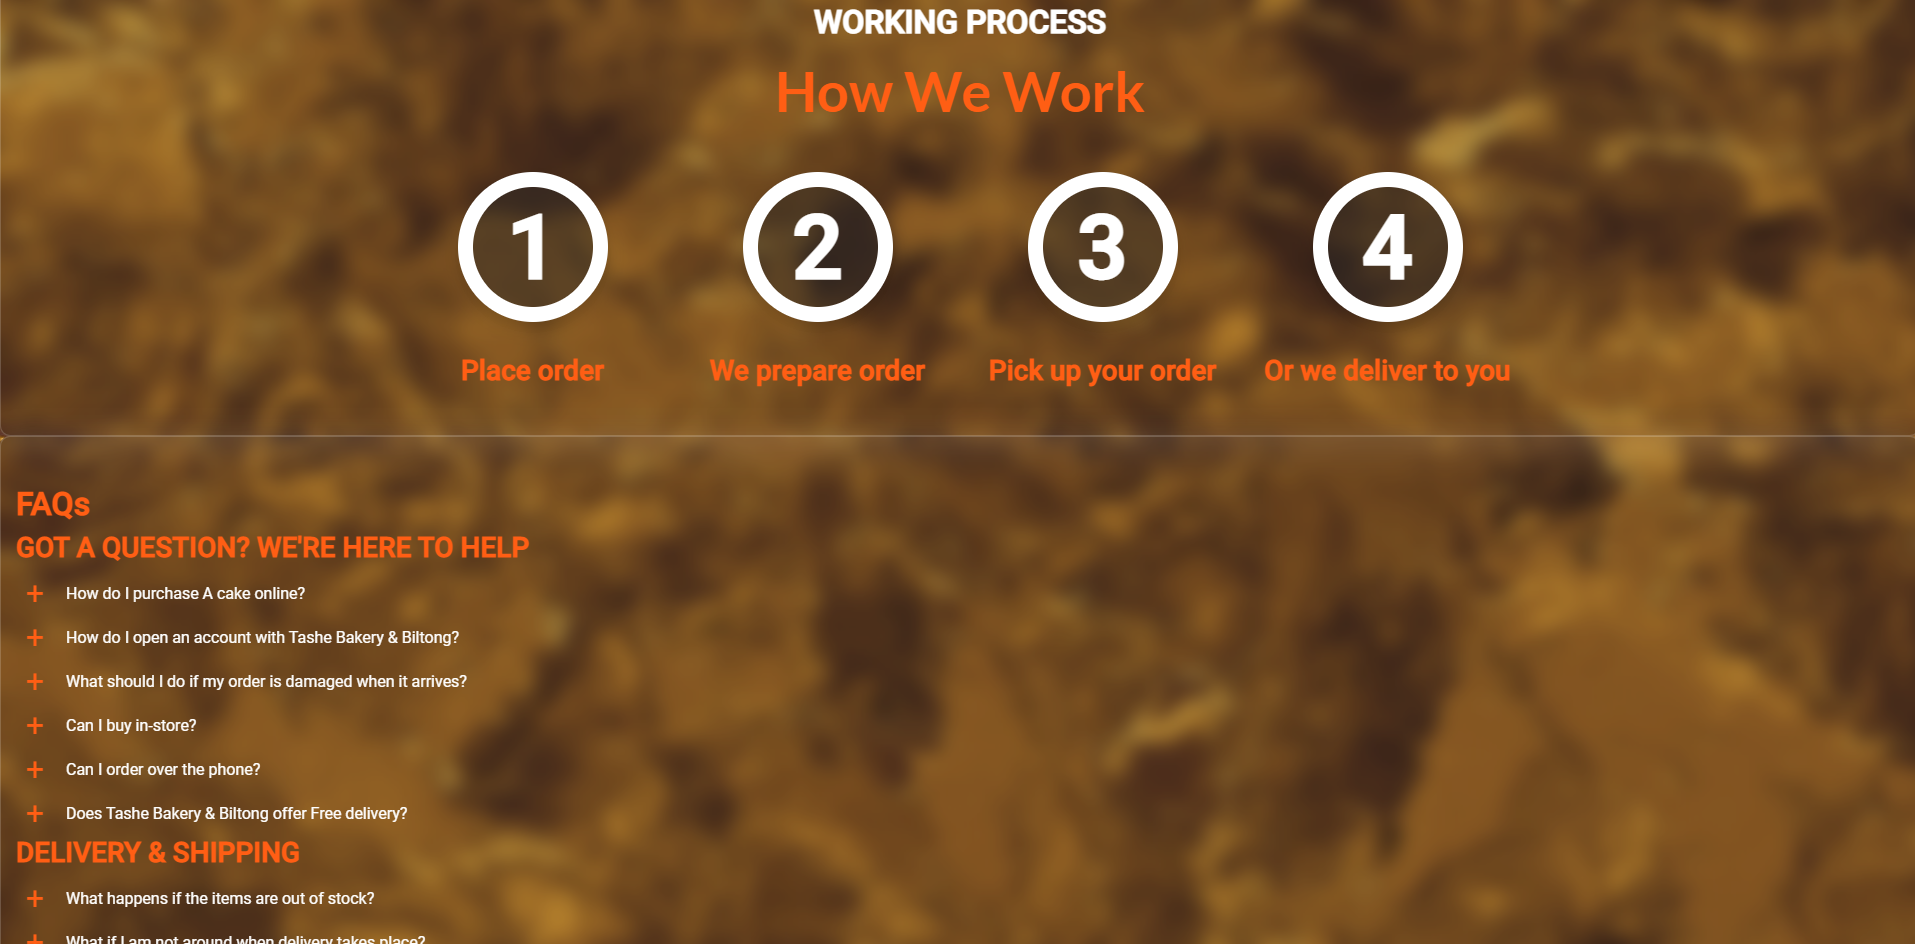 WORKING PROCESS
How We Work
1 2 3 4
Place order We prepare order Pick up your order Or we deliver to you
FAQs
GOT A QUESTION? WE'RE HERE TO HELP
+ How do I purchase A cake online?
+ How do I open an account with Tashe Bakery & Biltong?
+ What should I do if my order is damaged when it arrives?
+ Can I buy in-store?
+ Can I order over the phone?
+ Does Tashe Bakery & Biltong offer Free delivery?
DELIVERY & SHIPPING
+ What happens if the items are out of stock?
+ What if I am not around when delivery takes place?